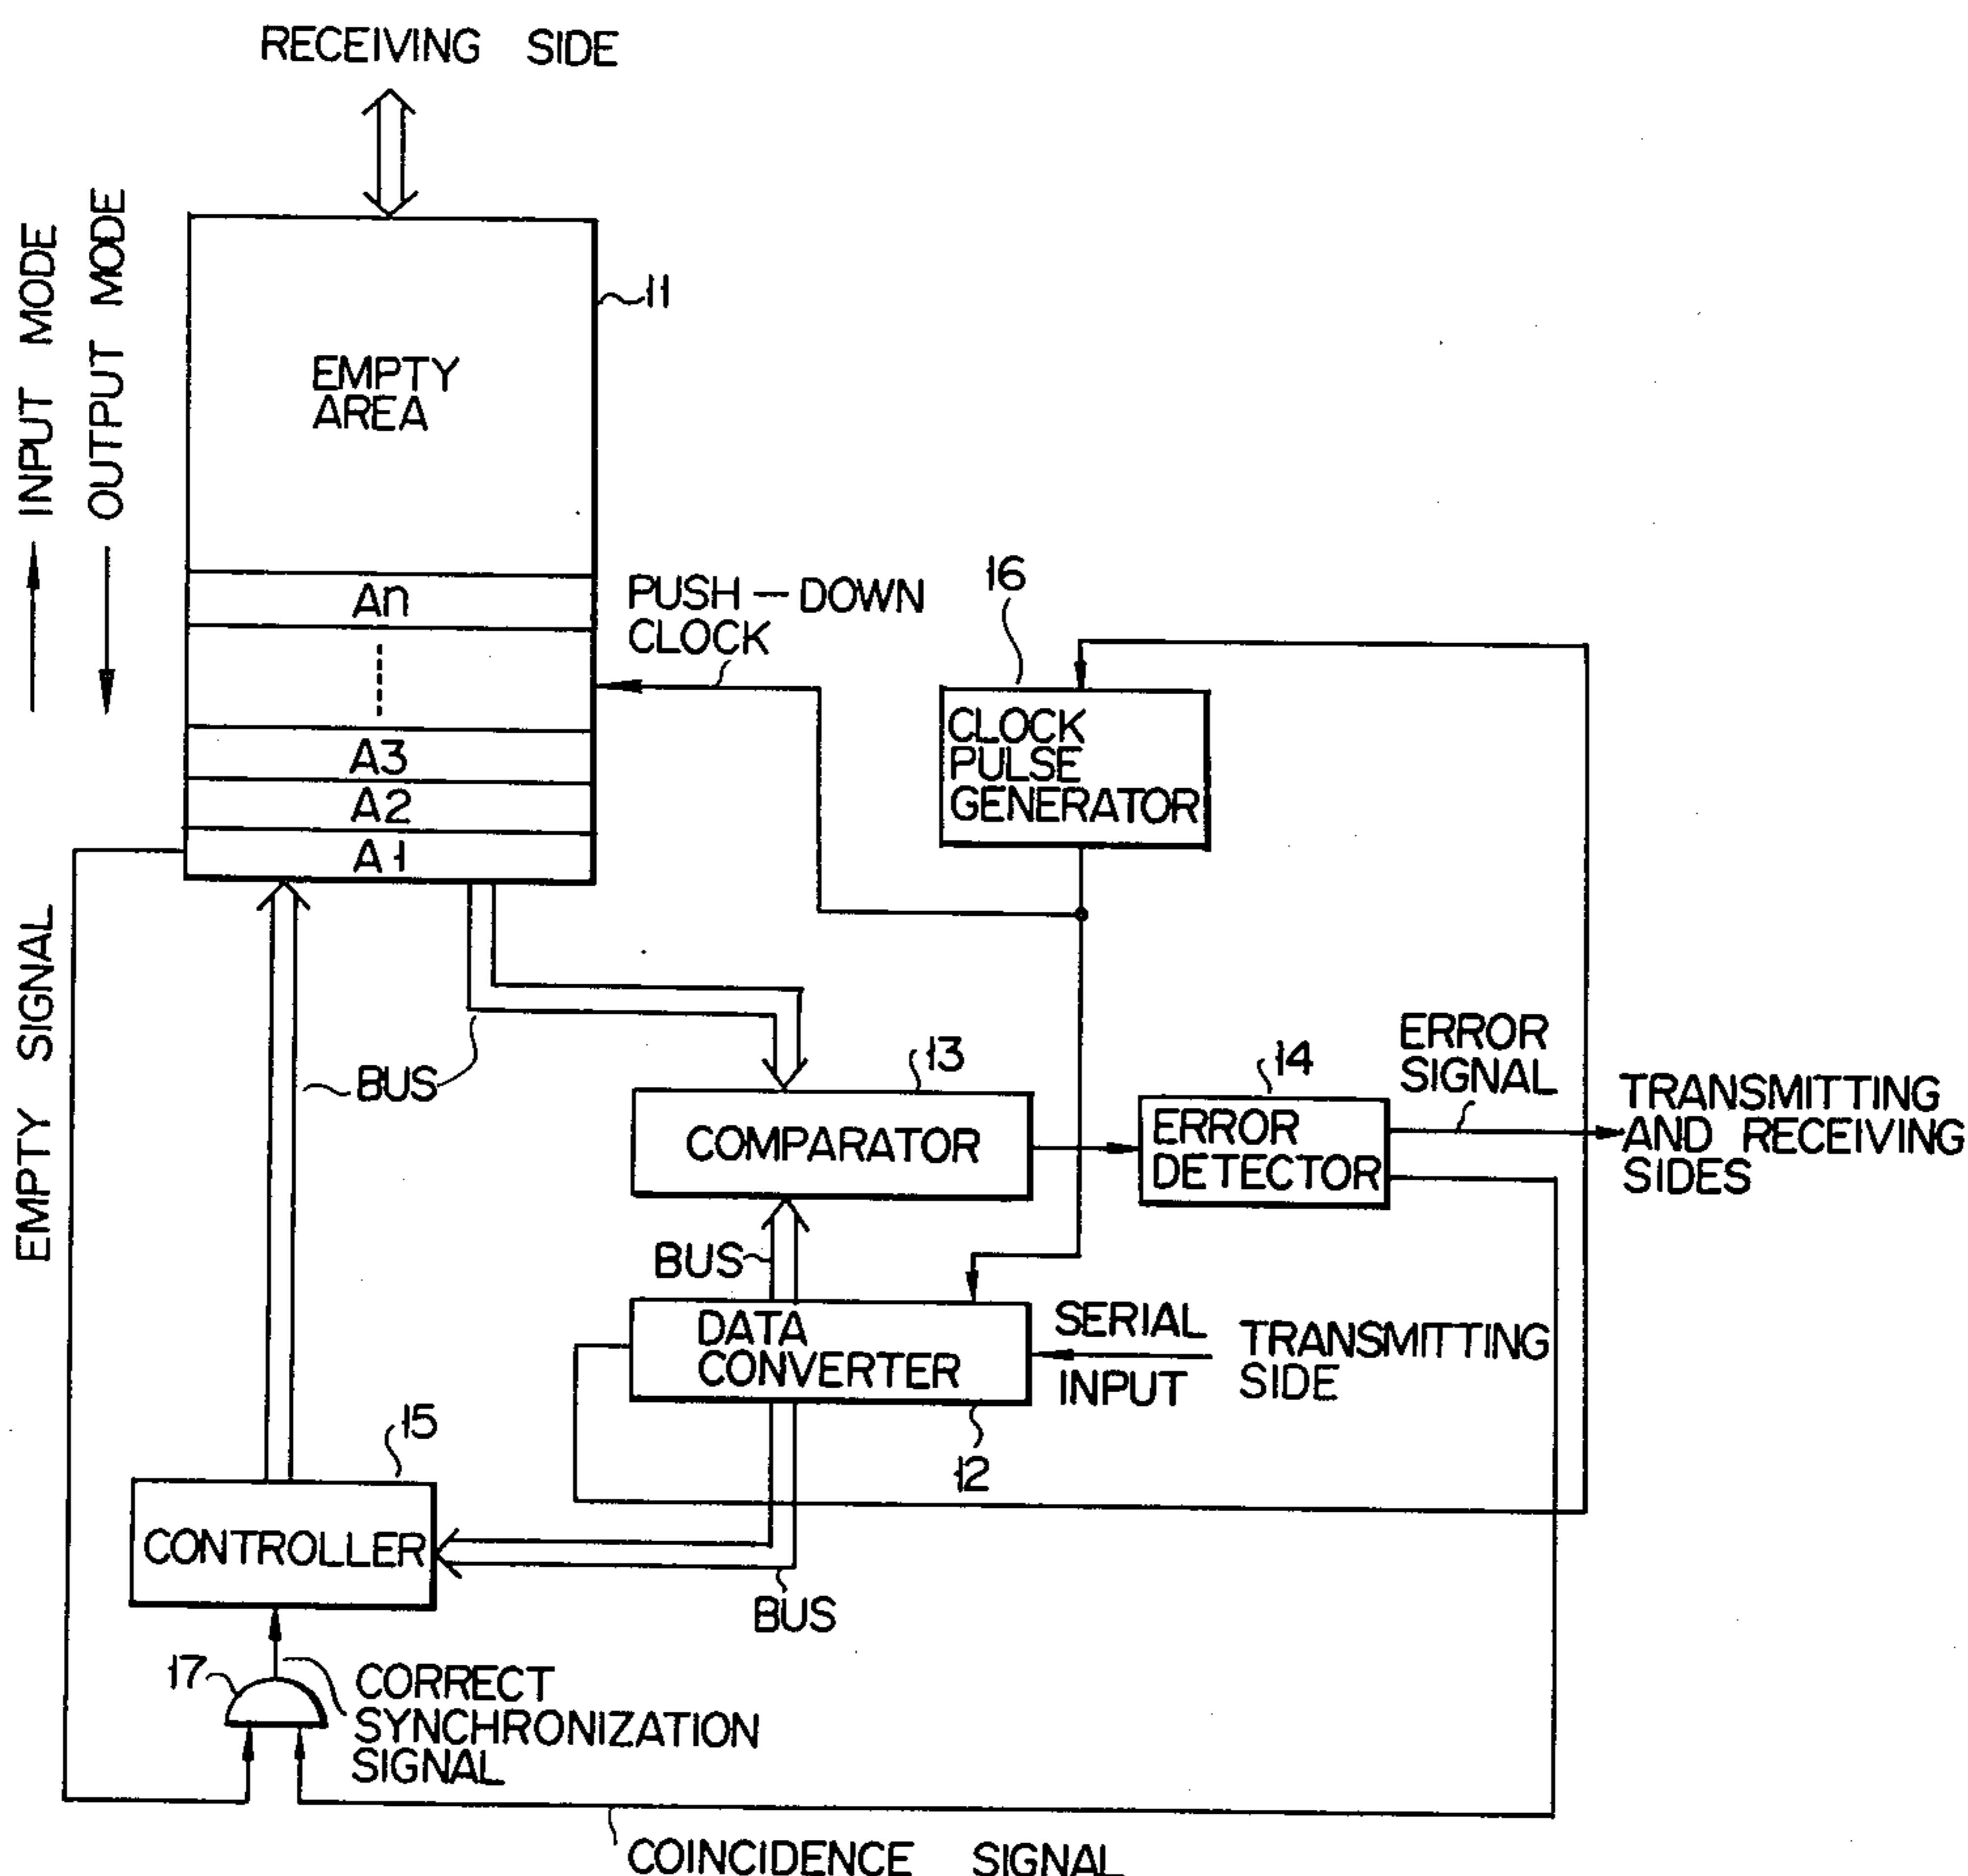 RECEIVING SIDE
INPUT MODE
OUTPUT MODE
11
EMPTY
AREA
An
PUSH-DOWN
CLOCK
16
CLOCK
PULSE
GENERATOR
A3
A2
A1
EMPTY SIGNAL
BUS
13
COMPARATOR
14
ERROR
DETECTOR
ERROR
SIGNAL
TRANSMITTING
AND RECEIVING
SIDES
BUS
DATA
CONVERTER
SERIAL
INPUT
TRANSMITTING
SIDE
12
15
CONTROLLER
BUS
17
CORRECT
SYNCHRONIZATION
SIGNAL
COINCIDENCE SIGNAL